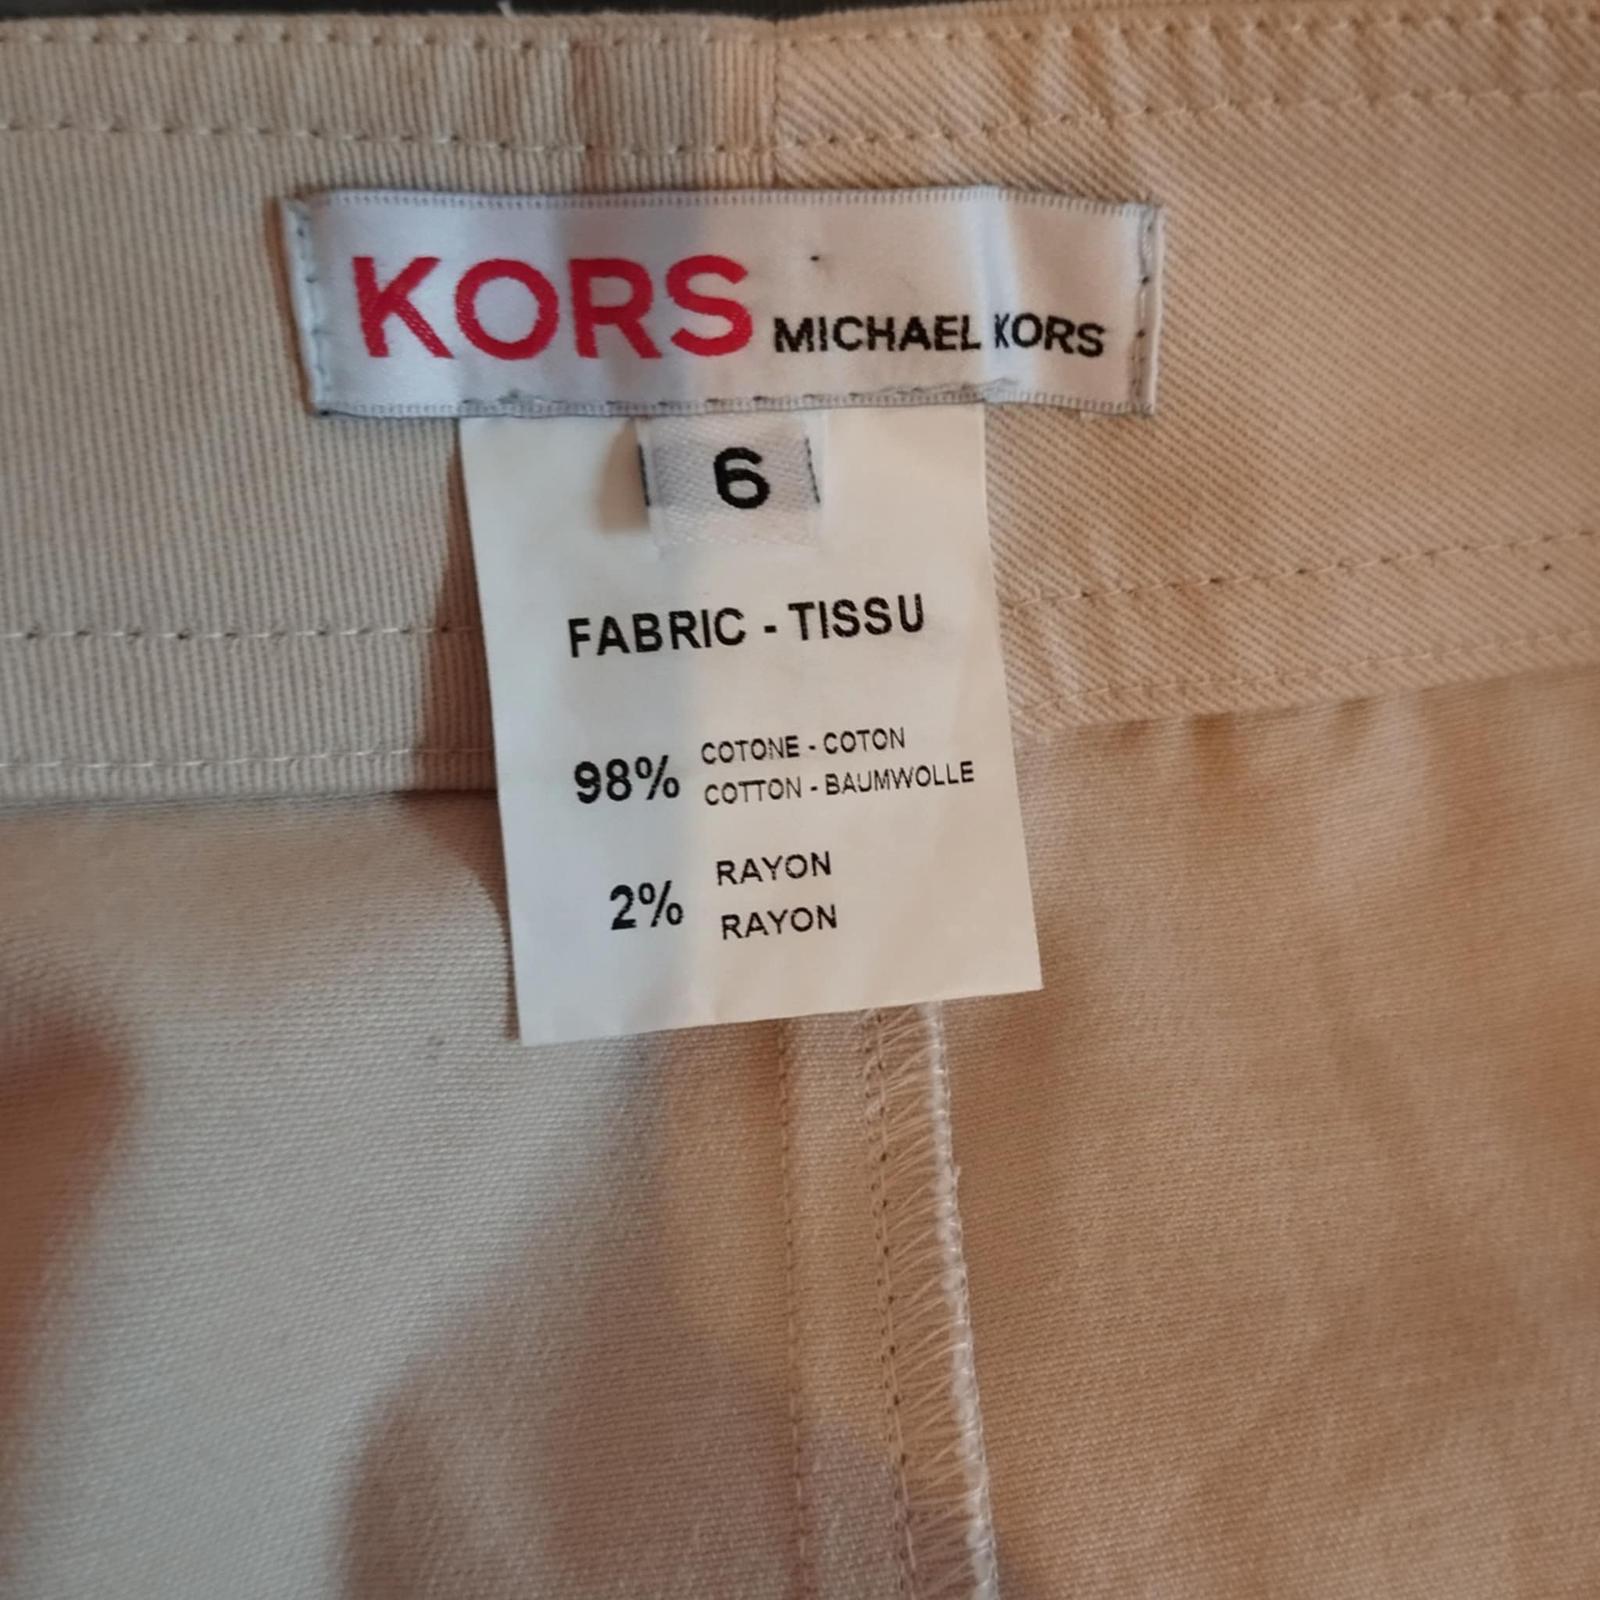 KORS MICHAEL KORS
6
FABRIC - TISSU
98% COTONE - COTON
COTTON - BAUMWOLLE
2% RAYON
RAYON